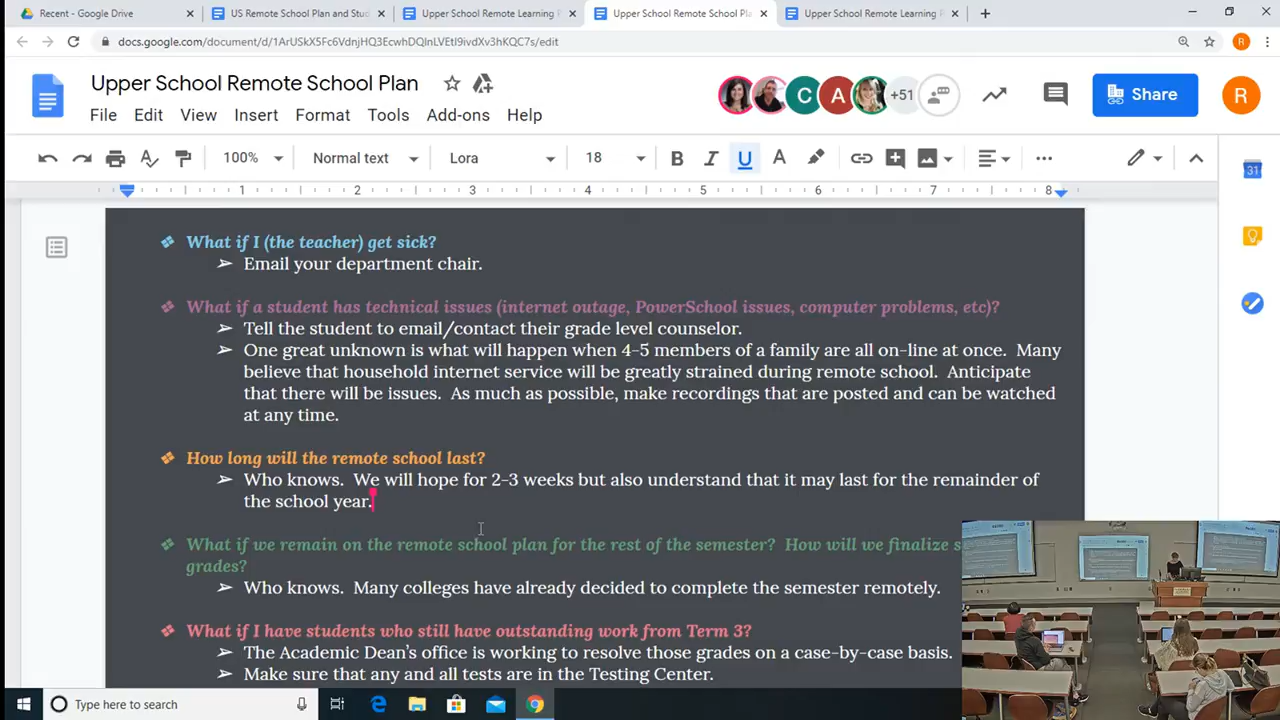 Recent - Google Drive
US Remote School Plan and Stud
Upper School Remote Learning F
Upper School Remote School Pla
Upper School Remote Learning P
docs.google.com/document/d/1ArUSkX5Fc6VdnjHQ3EcwhDQInLVEtI9ivdXv3hKQC7s/edit
R
Upper School Remote School Plan
C
A
+51
Share
R
File Edit View Insert Format Tools Add-ons Help
100% Normal text Lora 18 B I U A
1 2 3 4 5 6 7 8
31
❖ What if I (the teacher) get sick?
➢ Email your department chair.
❖ What if a student has technical issues (internet outage, PowerSchool issues, computer problems, etc)?
➢ Tell the student to email/contact their grade level counselor.
➢ One great unknown is what will happen when 4-5 members of a family are all on-line at once. Many
believe that household internet service will be greatly strained during remote school. Anticipate
that there will be issues. As much as possible, make recordings that are posted and can be watched
at any time.
❖ How long will the remote school last?
➢ Who knows. We will hope for 2-3 weeks but also understand that it may last for the remainder of
the school year.
❖ What if we remain on the remote school plan for the rest of the semester? How will we finalize s
grades?
➢ Who knows. Many colleges have already decided to complete the semester remotely.
❖ What if I have students who still have outstanding work from Term 3?
➢ The Academic Dean's office is working to resolve those grades on a case-by-case basis.
➢ Make sure that any and all tests are in the Testing Center.
Type here to search